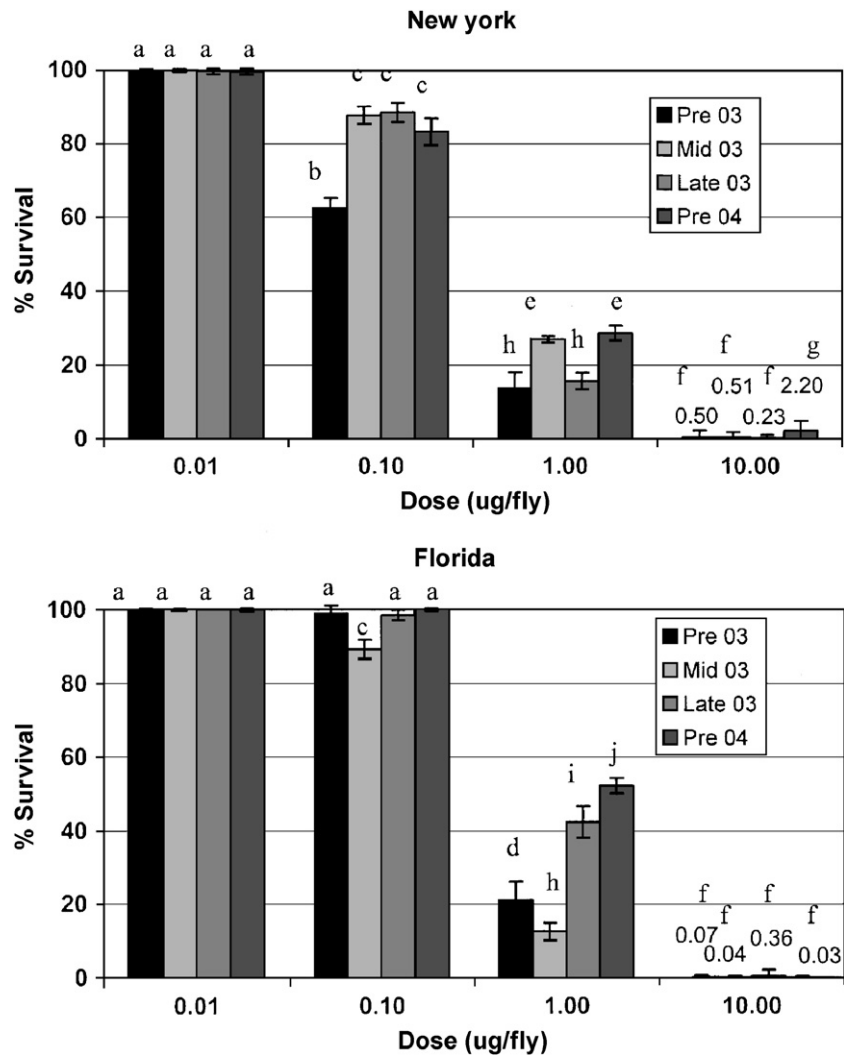 New york
a a a a
100
c c c
80
b
60
40
e e
h h
20
f f f g
0.50 0.51 0.23 2.20
0
% Survival
Pre 03
Mid 03
Late 03
Pre 04
0.01 0.10 1.00 10.00
Dose (ug/fly)
Florida
a a a a a a a
100
c
80
60
j
i
40
d
h
20
f f f f
0.07 0.04 0.36 0.03
0
% Survival
Pre 03
Mid 03
Late 03
Pre 04
0.01 0.10 1.00 10.00
Dose (ug/fly)